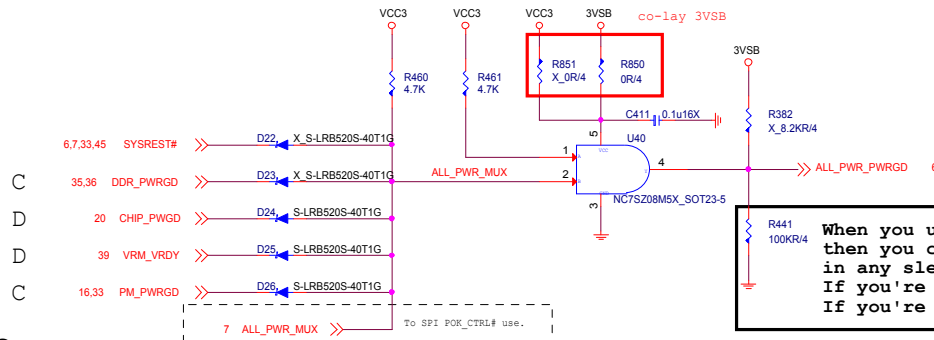 VCC3 VCC3 VCC3 3VSB co-lay 3VSB
3VSB
R460
4.7K
R461
4.7K
R851
X_0R/4
R850
0R/4
C411 0.1u16X
R382
X_8.2KR/4
5
U40
VCC
6,7,33,45 SYSREST# D22 X_S-LRB520S-40T1G
1
A
4
ALL_PWR_PWRGD 6
C 35,36 DDR_PWRGD D23 X_S-LRB520S-40T1G
ALL_PWR_MUX
2
B
GND
NC7SZ08M5X_SOT23-5
3
D 20 CHIP_PWGD D24 S-LRB520S-40T1G
R441
100KR/4
D 39 VRM_VRDY D25 S-LRB520S-40T1G
C 16,33 PM_PWRGD D26 S-LRB520S-40T1G
When you u
then you c
in any sle
If you're
If you're
7 ALL_PWR_MUX
To SPI POK_CTRL# use.